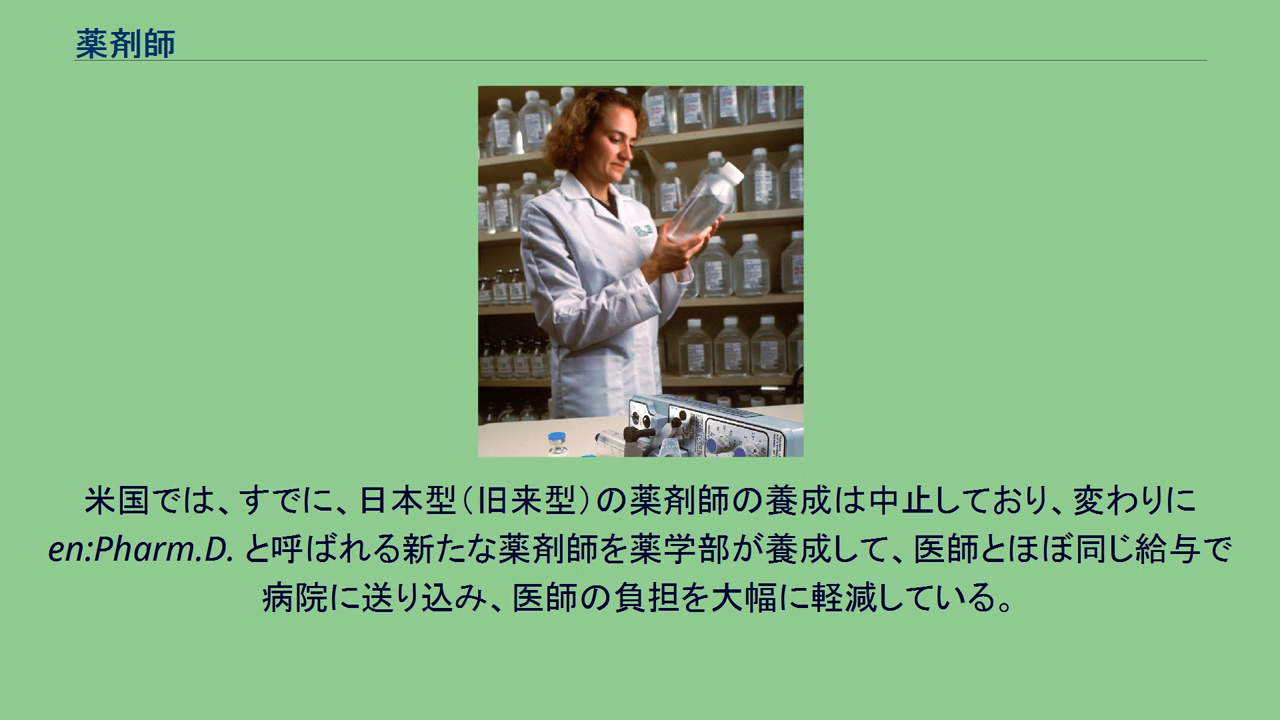 薬剤師
米国では、すでに、日本型（旧来型）の薬剤師の養成は中止しており、変わりに
en:Pharm.D. と呼ばれる新たな薬剤師を薬学部が養成して、医師とほぼ同じ給与で
病院に送り込み、医師の負担を大幅に軽減している。